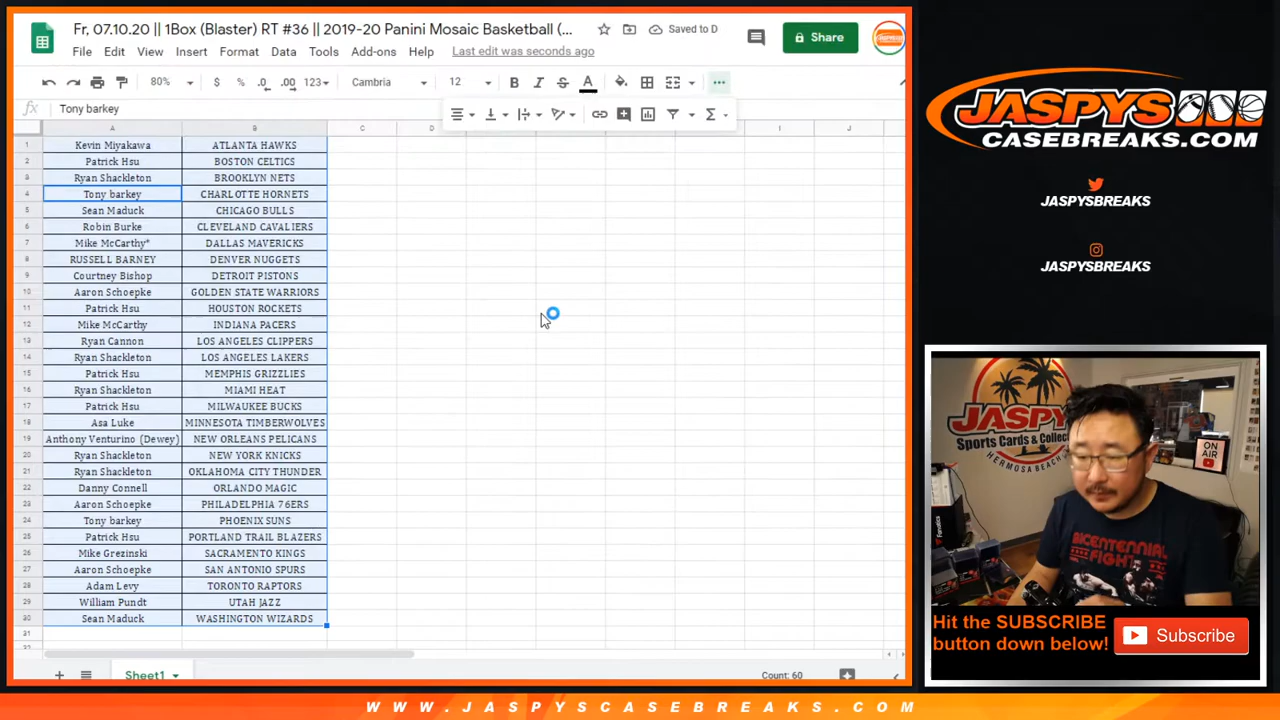 Fr, 07.10.20 || 1Box (Blaster) RT #36 || 2019-20 Panini Mosaic Basketball (...
Saved to D
Share
File Edit View Insert Format Data Tools Add-ons Help Last edit was seconds ago
80% $ % .0 .00 123 Cambria 12 B I S A
fx Tony barkey
A B C D I J
1 Kevin Miyakawa ATLANTA HAWKS
2 Patrick Hsu BOSTON CELTICS
3 Ryan Shackleton BROOKLYN NETS
4 Tony barkey CHARLOTTE HORNETS
5 Sean Maduck CHICAGO BULLS
6 Robin Burke CLEVELAND CAVALIERS
7 Mike McCarthy* DALLAS MAVERICKS
8 RUSSELL BARNEY DENVER NUGGETS
9 Courtney Bishop DETROIT PISTONS
10 Aaron Schoepke GOLDEN STATE WARRIORS
11 Patrick Hsu HOUSTON ROCKETS
12 Mike McCarthy INDIANA PACERS
13 Ryan Cannon LOS ANGELES CLIPPERS
14 Ryan Shackleton LOS ANGELES LAKERS
15 Patrick Hsu MEMPHIS GRIZZLIES
16 Ryan Shackleton MIAMI HEAT
17 Patrick Hsu MILWAUKEE BUCKS
18 Asa Luke MINNESOTA TIMBERWOLVES
19 Anthony Venturino (Dewey) NEW ORLEANS PELICANS
20 Ryan Shackleton NEW YORK KNICKS
21 Ryan Shackleton OKLAHOMA CITY THUNDER
22 Danny Connell ORLANDO MAGIC
23 Aaron Schoepke PHILADELPHIA 76ERS
24 Tony barkey PHOENIX SUNS
25 Patrick Hsu PORTLAND TRAIL BLAZERS
26 Mike Grezinski SACRAMENTO KINGS
27 Aaron Schoepke SAN ANTONIO SPURS
28 Adam Levy TORONTO RAPTORS
29 William Pundt UTAH JAZZ
30 Sean Maduck WASHINGTON WIZARDS
31
Sheet1
Count: 60
JASPYS
CASEBREAKS.COM
JASPYSBREAKS
JASPYSBREAKS
JASPYS
Sports Cards & Collec
HERMOSA BEACH
ON AIR
Fanatics
BICENTENNIAL
FIGHT
Hit the SUBSCRIBE
button down below!
Subscribe
WWW.JASPYSCASEBREAKS.COM